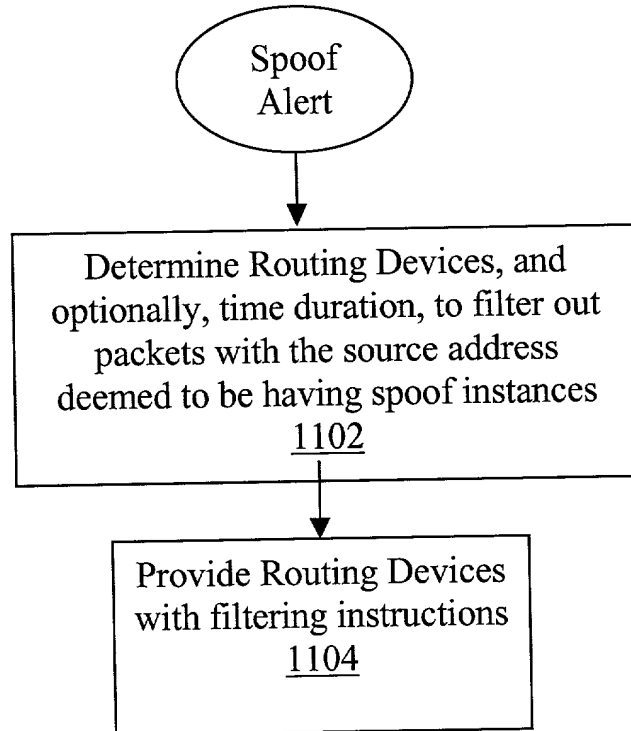 Spoof
Alert
Determine Routing Devices, and
optionally, time duration, to filter out
packets with the source address
deemed to be having spoof instances
1102
Provide Routing Devices
with filtering instructions
1104